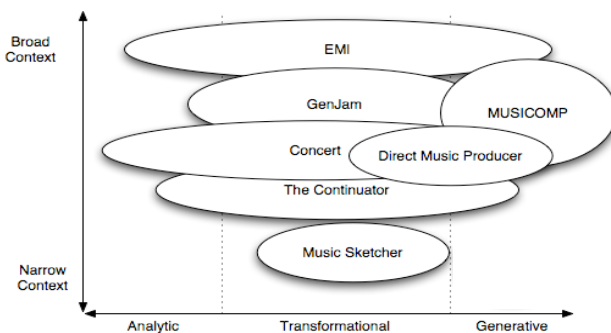 Broad
Context
EMI
GenJam
MUSICOMP
Concert
Direct Music Producer
The Continuator
Music Sketcher
Narrow
Context
Analytic
Transformational
Generative